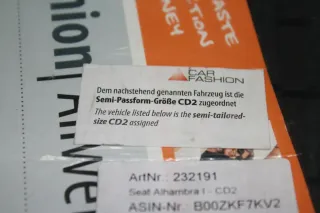 CAR
FASHION
Dem nachstehend genannten Fahrzeug ist die
Semi-Passform-Größe CD2 zugeordnet
The vehicle listed below is the semi-tailored-
size CD2 assigned
ArtNr.: 232191
Seat Alhambra I - CD2
ASIN-Nr.: B00ZKF7KV2